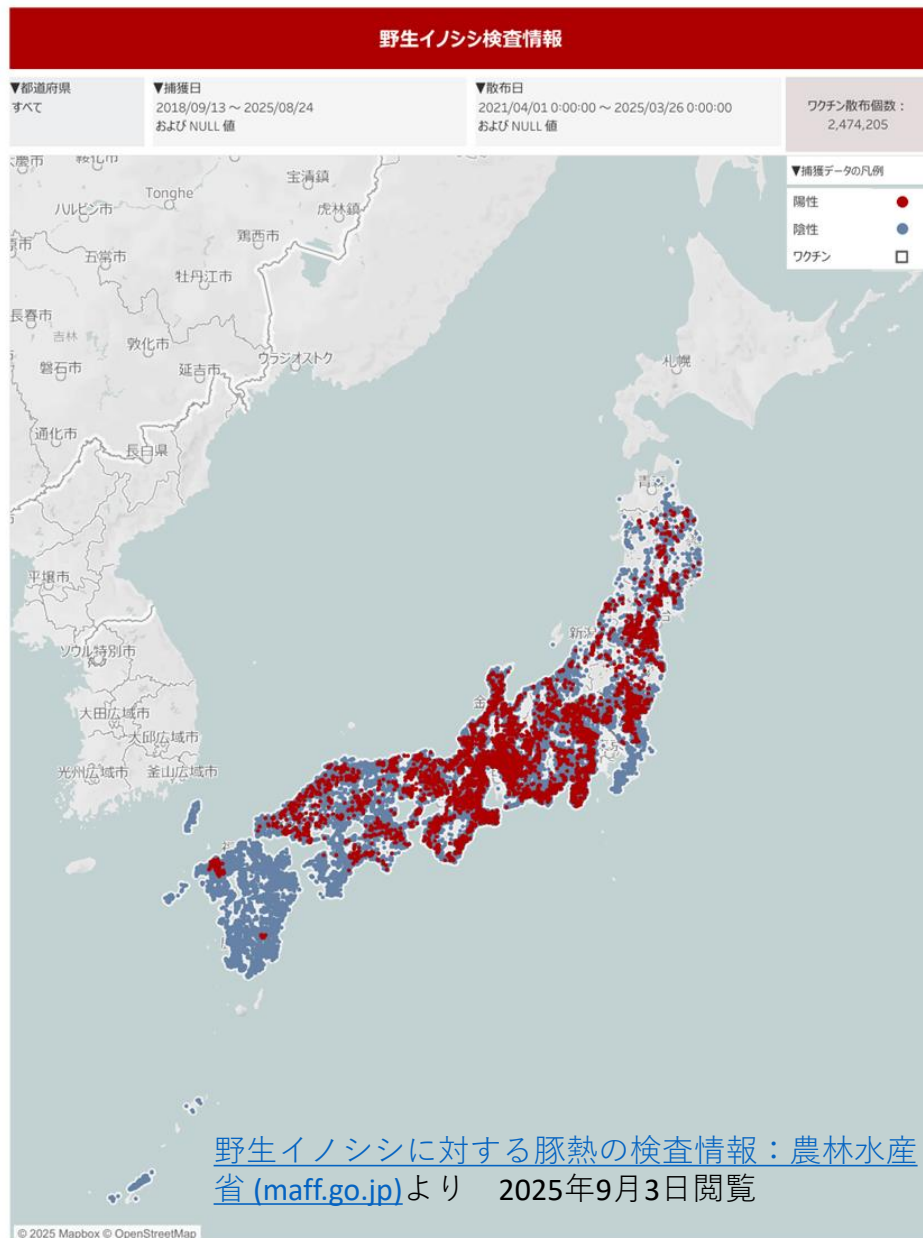 野生イノシシ検査情報
▼都道府県
すべて
▼捕獲日
2018/09/13 ～ 2025/08/24
および NULL 値
▼散布日
2021/04/01 0:00:00 ～ 2025/03/26 0:00:00
および NULL 値
ワクチン散布個数：
2,474,205
▼捕獲データの凡例
陽性
陰性
ワクチン
宝清鎮
Tonghe
虎林鎮
ハルビン市
鶏西市
五常市
牡丹江市
長春市
吉林
敦化市
ウラジオストク
磐石市
延吉市
札幌
通化市
長白県
平壌市
新潟
ソウル特別市
金
大田広域市
大邱広域市
光州広域市
釜山広域市
野生イノシシに対する豚熱の検査情報：農林水産
省 (maff.go.jp)より 2025年9月3日閲覧
© 2025 Mapbox © OpenStreetMap